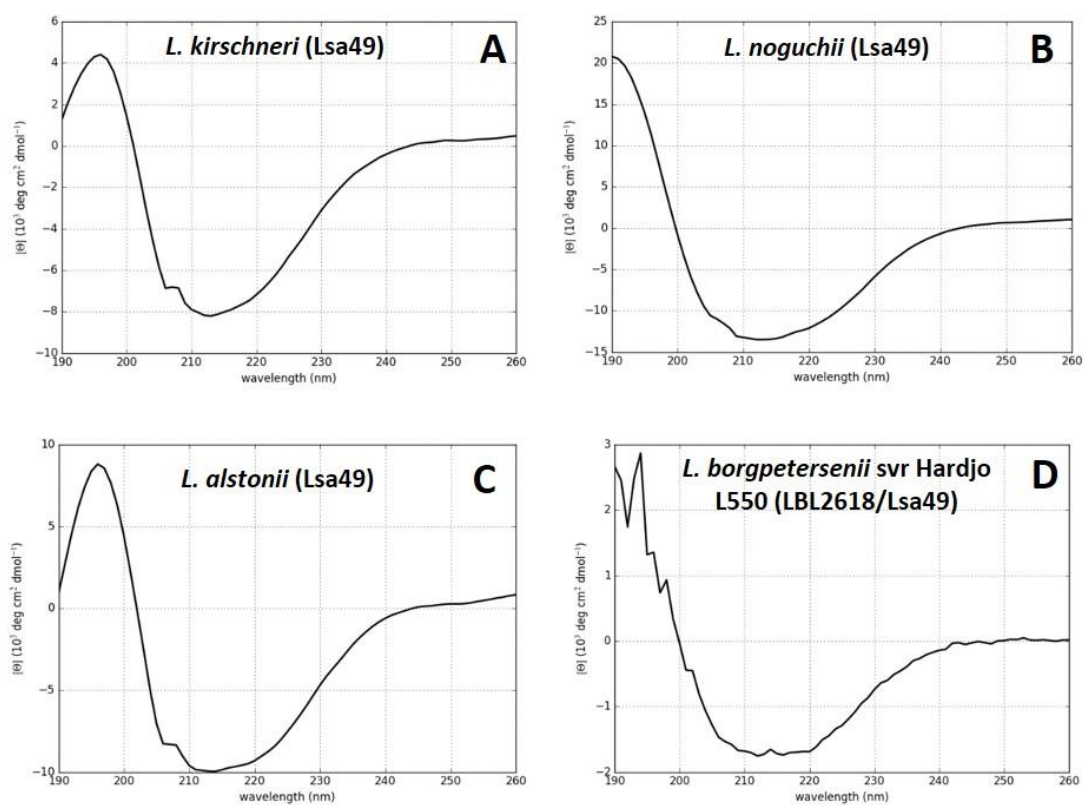 L. kirschneri (Lsa49)
A
6
4
2
0
−2
−4
−6
−8
−10
|Θ| (10³ deg cm² dmol⁻¹)
190 200 210 220 230 240 250 260
wavelength (nm)
L. noguchii (Lsa49)
B
25
20
15
10
5
0
−5
−10
−15
|Θ| (10³ deg cm² dmol⁻¹)
190 200 210 220 230 240 250 260
wavelength (nm)
L. alstonii (Lsa49)
C
10
5
0
−5
−10
|Θ| (10³ deg cm² dmol⁻¹)
190 200 210 220 230 240 250 260
wavelength (nm)
L. borgpetersenii svr Hardjo
L550 (LBL2618/Lsa49)
D
3
2
1
0
−1
−2
|Θ| (10³ deg cm² dmol⁻¹)
190 200 210 220 230 240 250 260
wavelength (nm)